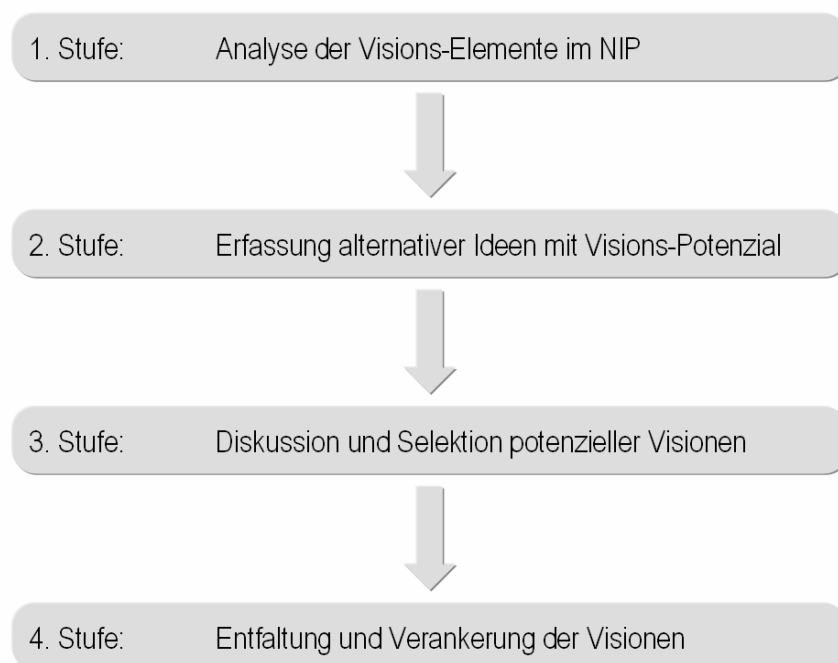 1. Stufe: Analyse der Visions-Elemente im NIP
2. Stufe: Erfassung alternativer Ideen mit Visions-Potenzial
3. Stufe: Diskussion und Selektion potenzieller Visionen
4. Stufe: Entfaltung und Verankerung der Visionen